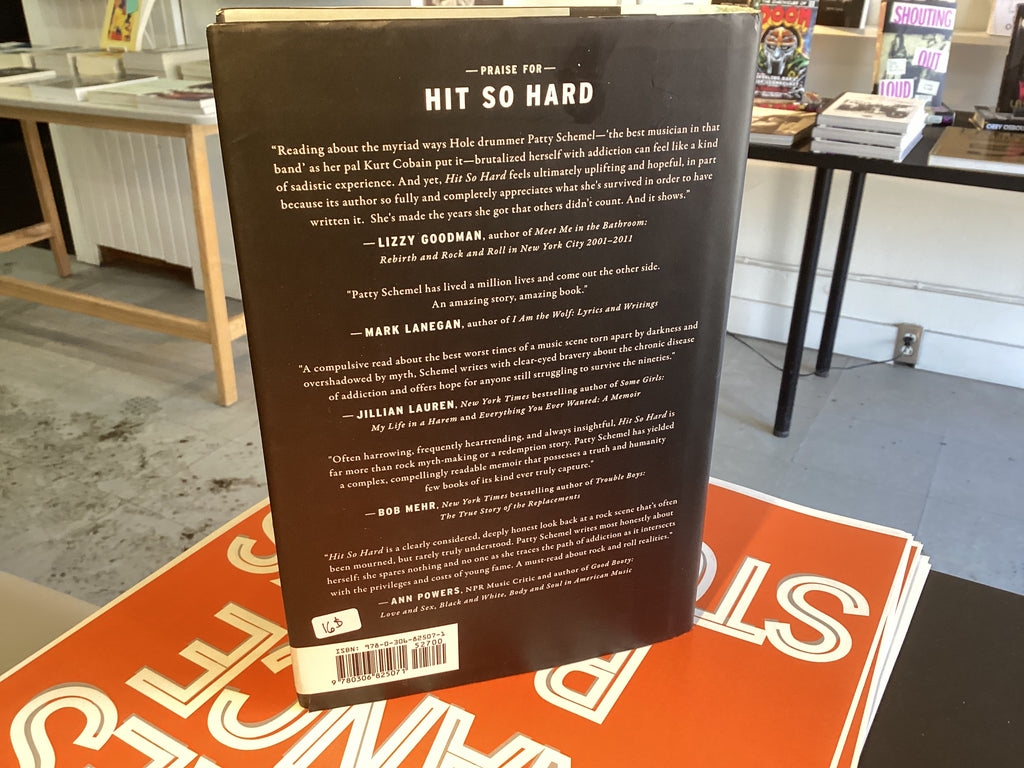 —PRAISE FOR—
HIT SO HARD
"Reading about the myriad ways Hole drummer Patty Schemel—'the best musician in that
band' as her pal Kurt Cobain put it—brutalized herself with addiction can feel like a kind
of sadistic experience. And yet, Hit So Hard feels ultimately uplifting and hopeful, in part
because its author so fully and completely appreciates what she's survived in order to have
written it. She's made the years she got that others didn't count. And it shows."
—LIZZY GOODMAN, author of Meet Me in the Bathroom:
Rebirth and Rock and Roll in New York City 2001–2011
"Patty Schemel has lived a million lives and come out the other side.
An amazing story, amazing book."
—MARK LANEGAN, author of I Am the Wolf: Lyrics and Writings
"A compulsive read about the best worst times of a music scene torn apart by darkness and
overshadowed by myth, Schemel writes with clear-eyed bravery about the chronic disease
of addiction and offers hope for anyone still struggling to survive the nineties."
—JILLIAN LAUREN, New York Times bestselling author of Some Girls:
My Life in a Harem and Everything You Ever Wanted: A Memoir
"Often harrowing, frequently heartrending, and always insightful, Hit So Hard is
far more than rock myth-making or a redemption story. Patty Schemel has yielded
a complex, compellingly readable memoir that possesses a truth and humanity
few books of its kind ever truly capture."
—BOB MEHR, New York Times bestselling author of Trouble Boys:
The True Story of the Replacements
"Hit So Hard is a clearly considered, deeply honest look back at a rock scene that's often
been mourned, but rarely truly understood. Patty Schemel writes most honestly about
herself: she spares nothing and no one as she traces the path of addiction as it intersects
with the privileges and costs of young fame. A must-read about rock and roll realities."
—ANN POWERS, NPR Music Critic and author of Good Booty:
Love and Sex, Black and White, Body and Soul in American Music
16$
ISBN: 978-0-306-82507-1
52700
9 780306 825071
DOOM
SHOUTING
OUT
LOUD